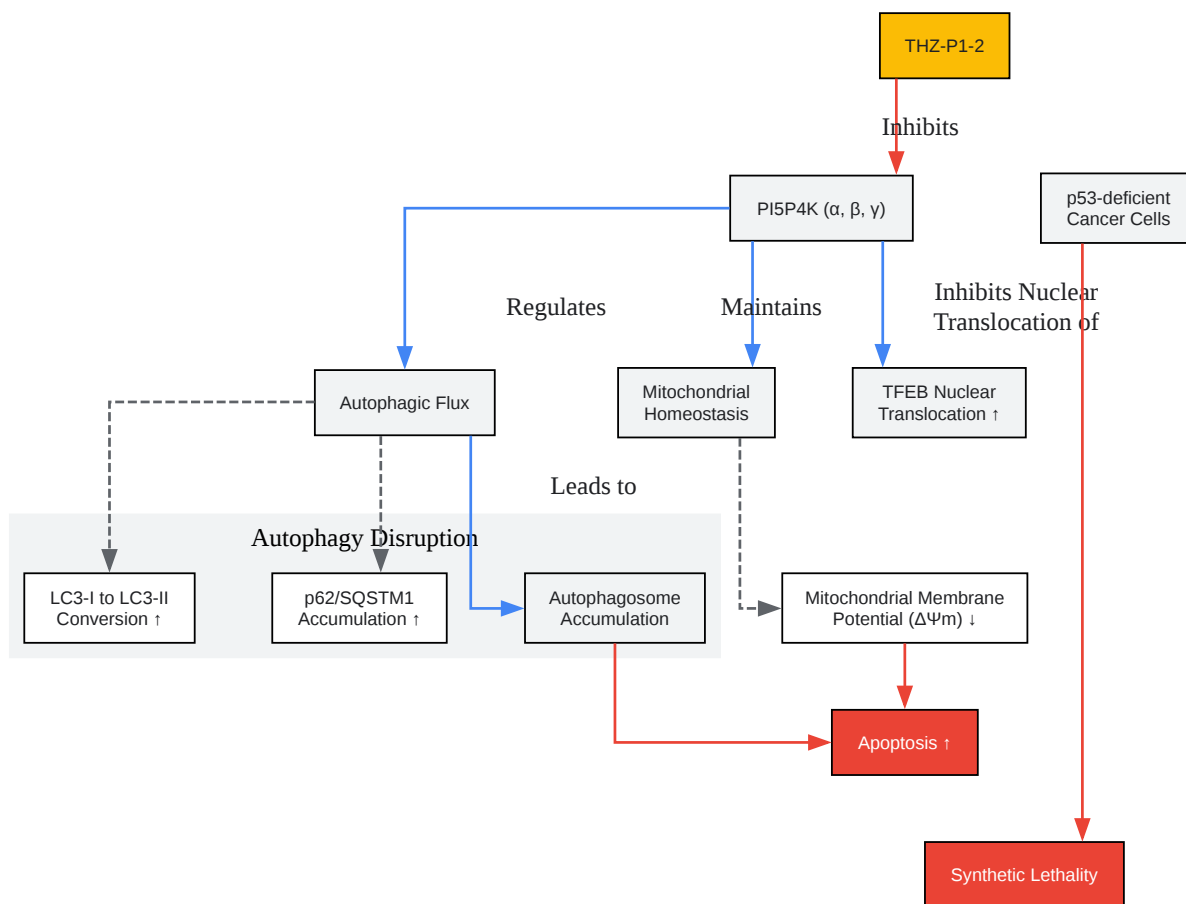 THZ-P1-2
Inhibits
PI5P4K (α, β, γ)
p53-deficient
Cancer Cells
Regulates
Maintains
Inhibits Nuclear
Translocation of
Autophagic Flux
Mitochondrial
Homeostasis
TFEB Nuclear
Translocation ↑
Leads to
Autophagy Disruption
LC3-I to LC3-II
Conversion ↑
p62/SQSTM1
Accumulation ↑
Autophagosome
Accumulation
Mitochondrial Membrane
Potential (ΔΨm) ↓
Apoptosis ↑
Synthetic Lethality